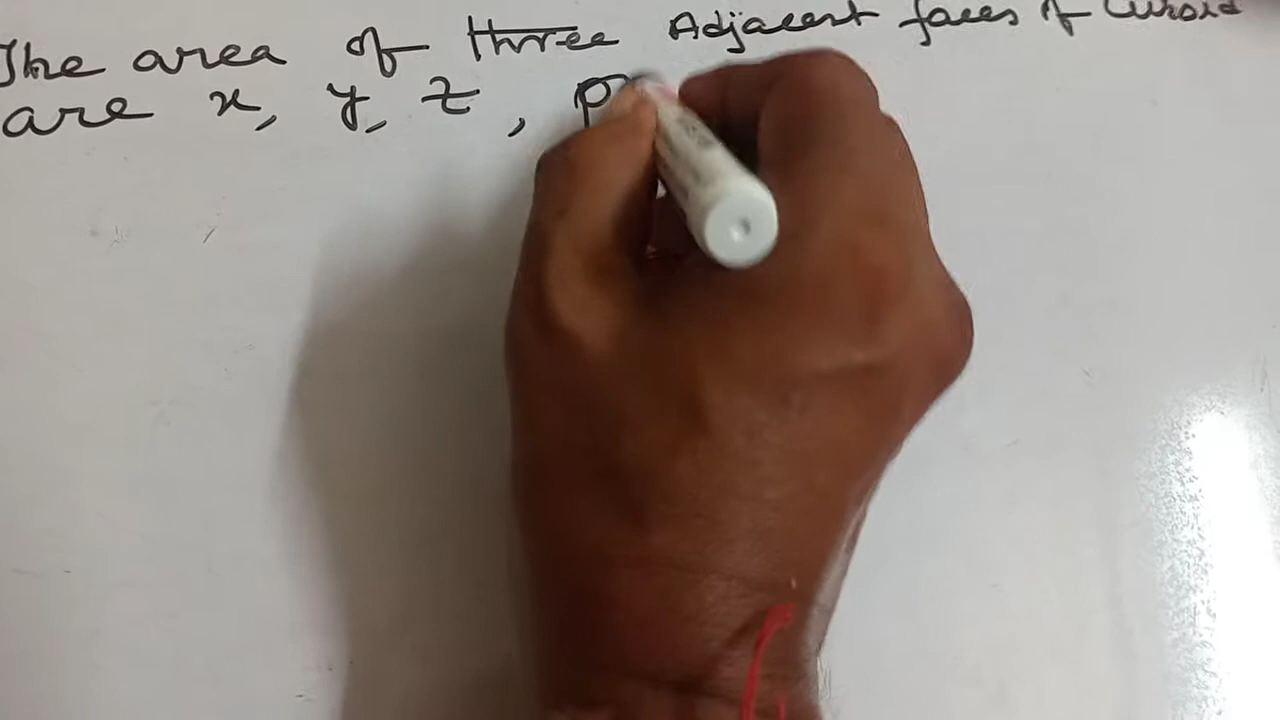 The area of three Adjacent faces of Cuboid
are x, y, z, P